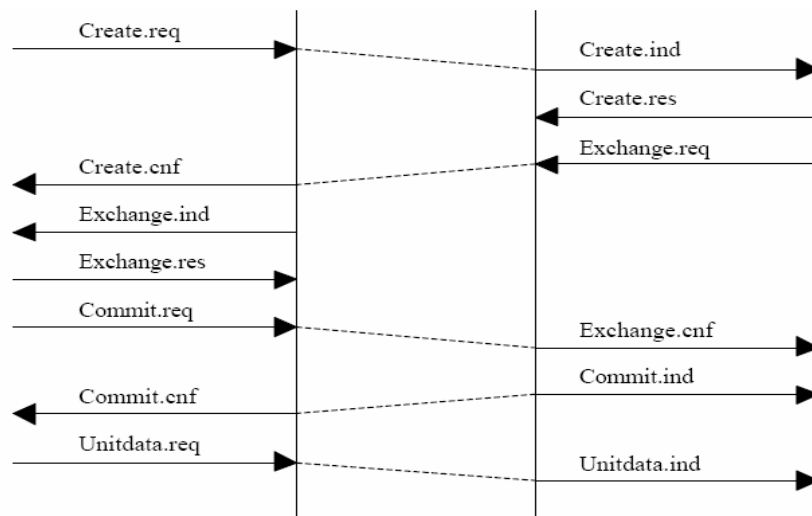 Create.req
Create.ind
Create.res
Exchange.req
Create.cnf
Exchange.ind
Exchange.res
Commit.req
Exchange.cnf
Commit.ind
Commit.cnf
Unitdata.req
Unitdata.ind